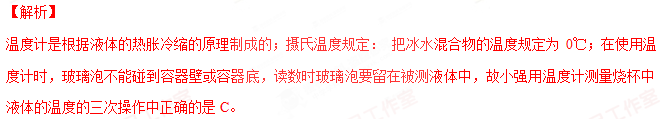 【解析】
温度计是根据液体的热胀冷缩的原理制成的；摄氏温度规定： 把冰水混合物的温度规定为 0℃；在使用温
度计时，玻璃泡不能碰到容器壁或容器底，读数时玻璃泡要留在被测液体中，故小强用温度计测量烧杯中
液体的温度的三次操作中正确的是 C。